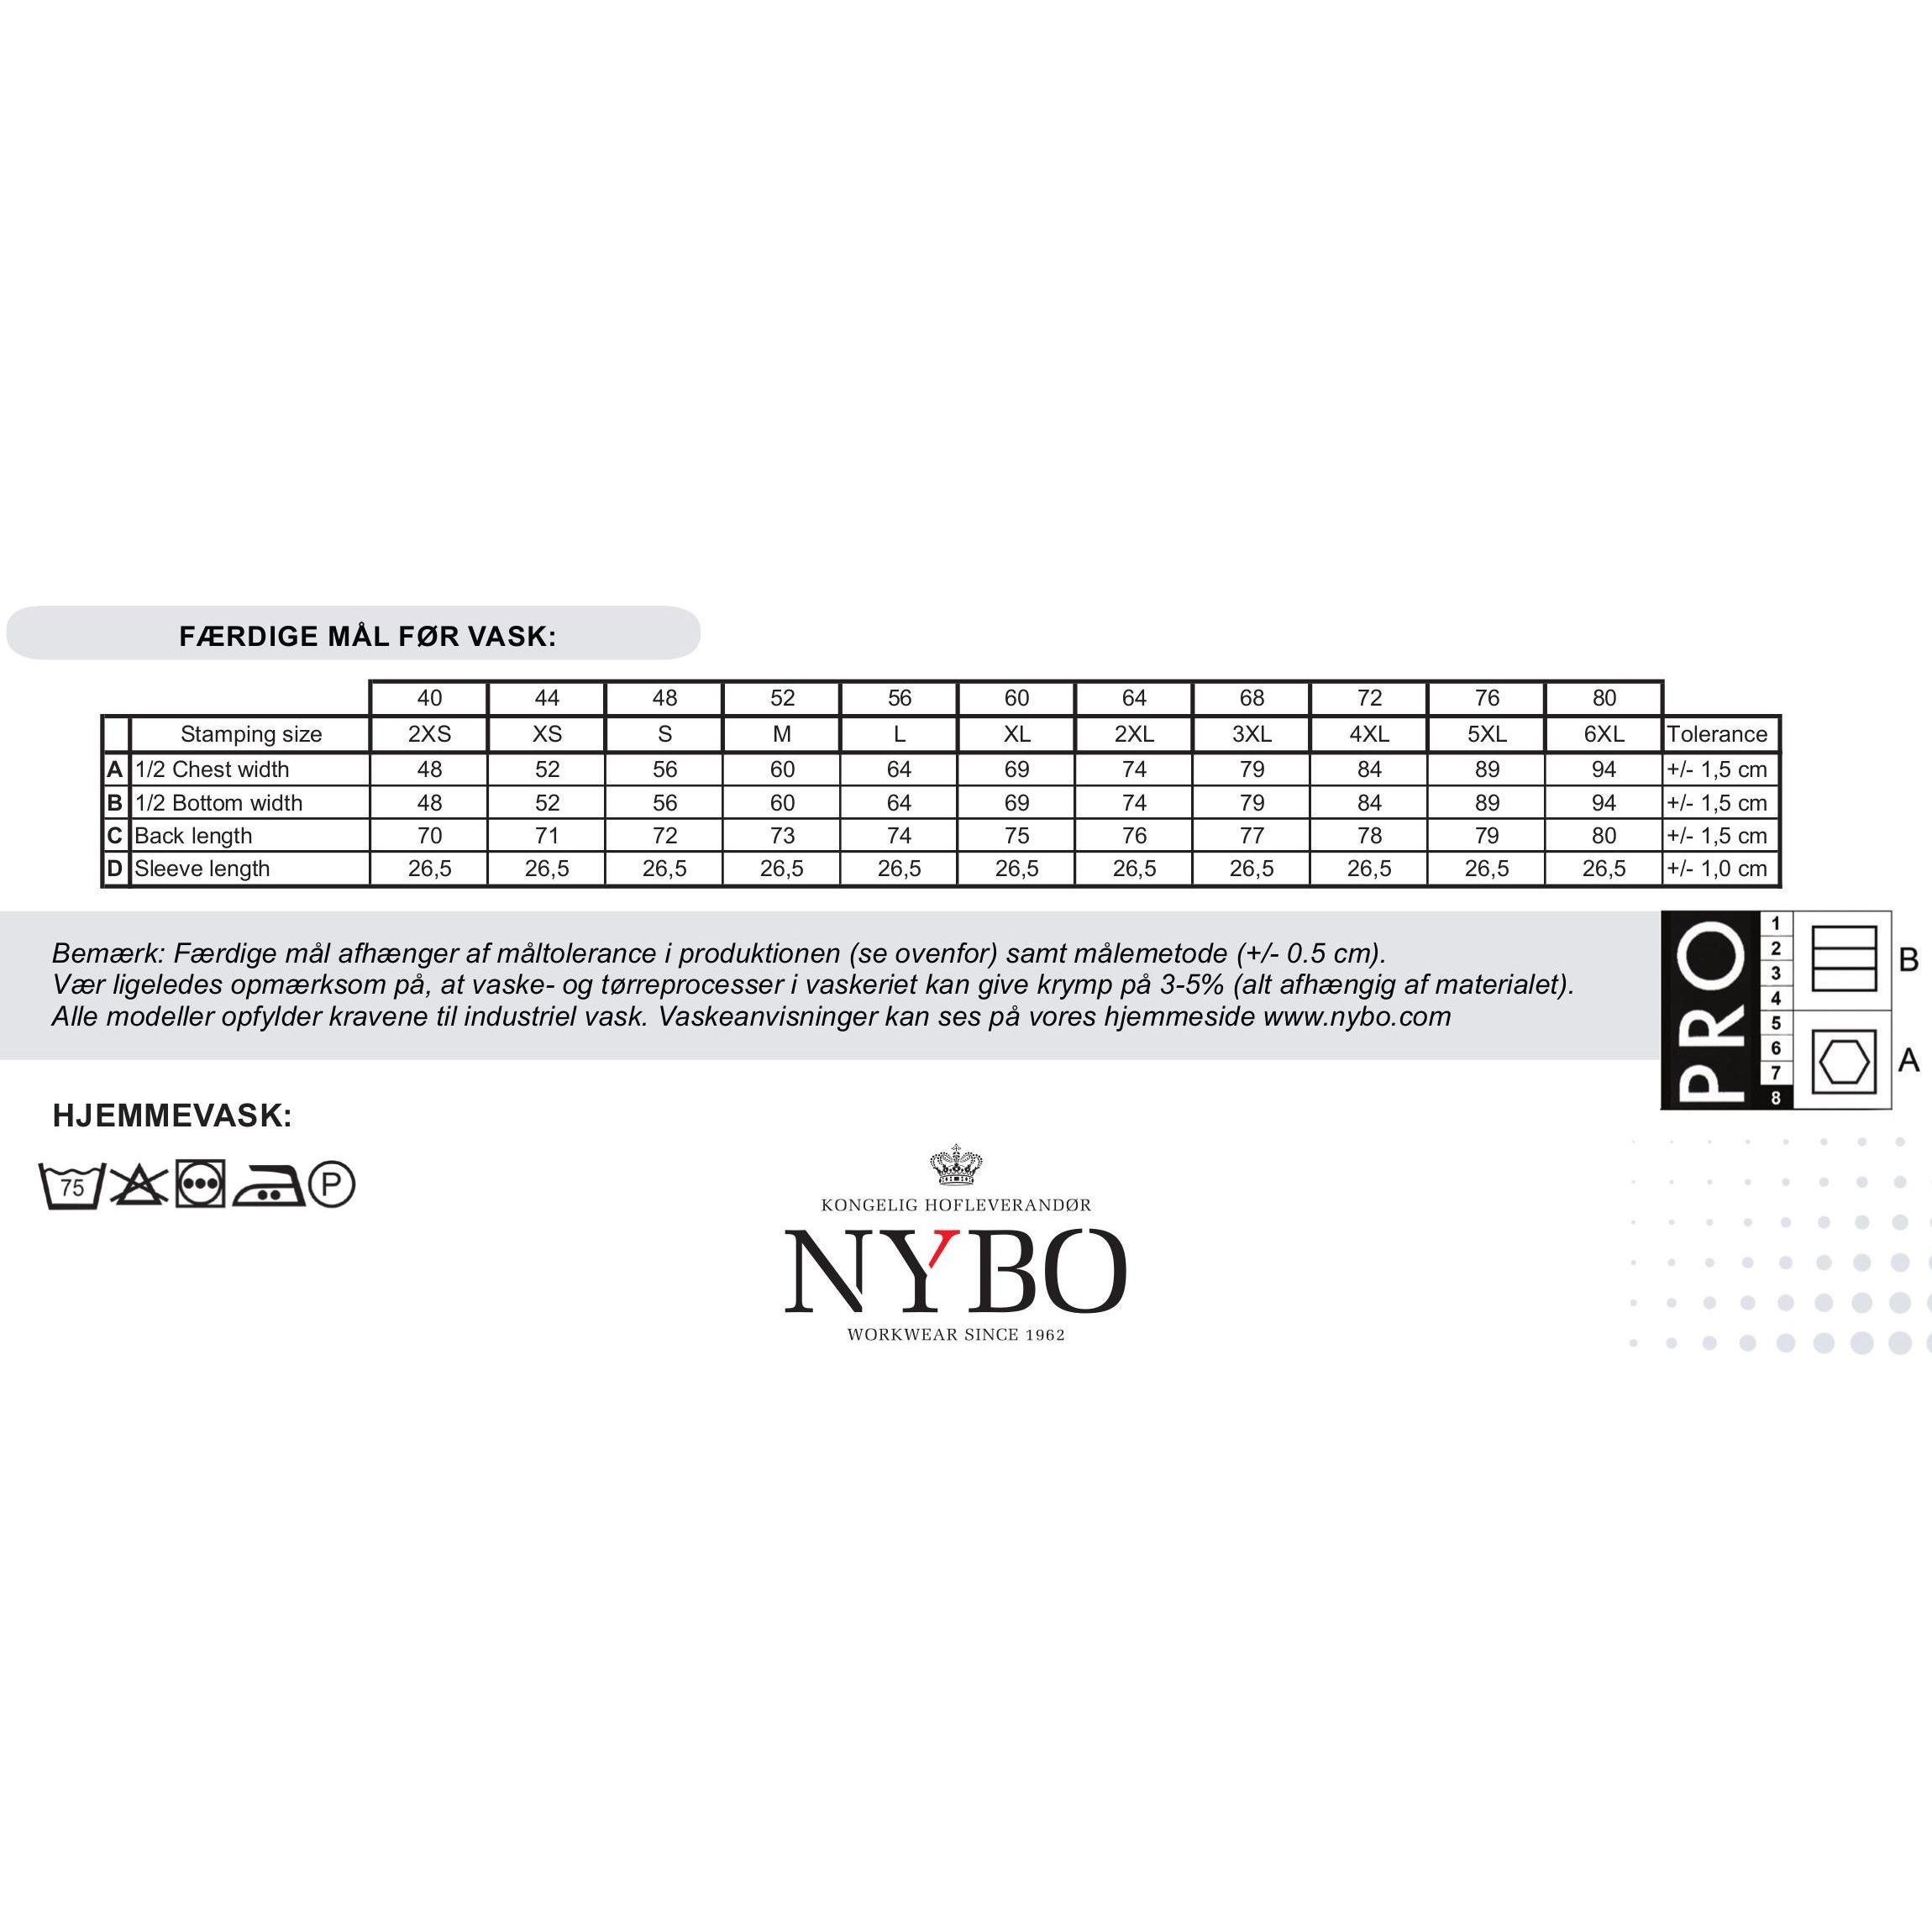 FÆRDIGE MÅL FØR VASK:
40 44 48 52 56 60 64 68 72 76 80
Stamping size 2XS XS S M L XL 2XL 3XL 4XL 5XL 6XL Tolerance
A 1/2 Chest width 48 52 56 60 64 69 74 79 84 89 94 +/- 1,5 cm
B 1/2 Bottom width 48 52 56 60 64 69 74 79 84 89 94 +/- 1,5 cm
C Back length 70 71 72 73 74 75 76 77 78 79 80 +/- 1,5 cm
D Sleeve length 26,5 26,5 26,5 26,5 26,5 26,5 26,5 26,5 26,5 26,5 26,5 +/- 1,0 cm
Bemærk: Færdige mål afhænger af måltolerance i produktionen (se ovenfor) samt målemetode (+/- 0.5 cm).
Vær ligeledes opmærksom på, at vaske- og tørreprocesser i vaskeriet kan give krymp på 3-5% (alt afhængig af materialet).
Alle modeller opfylder kravene til industriel vask. Vaskeanvisninger kan ses på vores hjemmeside www.nybo.com
PRO
1
2
3
4
5
6
7
8
B
A
HJEMMEVASK:
75 P
KONGELIG HOFLEVERANDØR
NYBO
WORKWEAR SINCE 1962